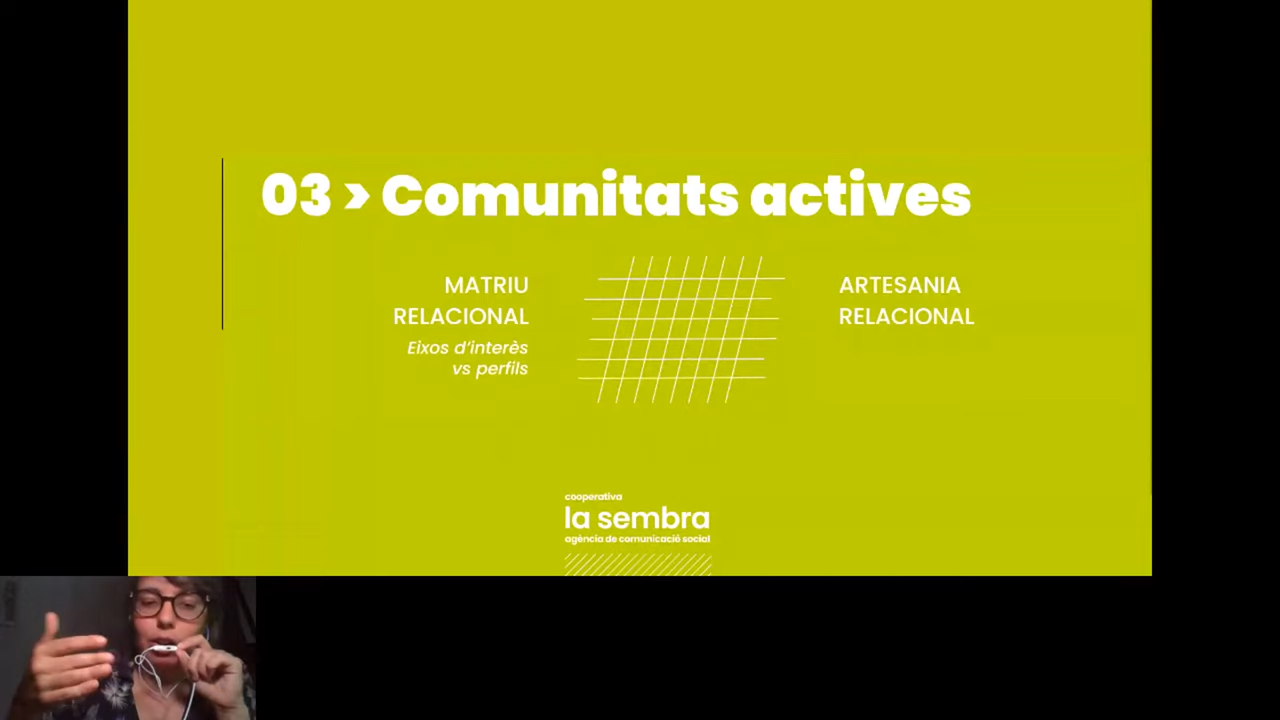 03 > Comunitats actives
MATRIU
RELACIONAL
Eixos d'interès
vs perfils
ARTESANIA
RELACIONAL
cooperativa
la sembra
agència de comunicació social